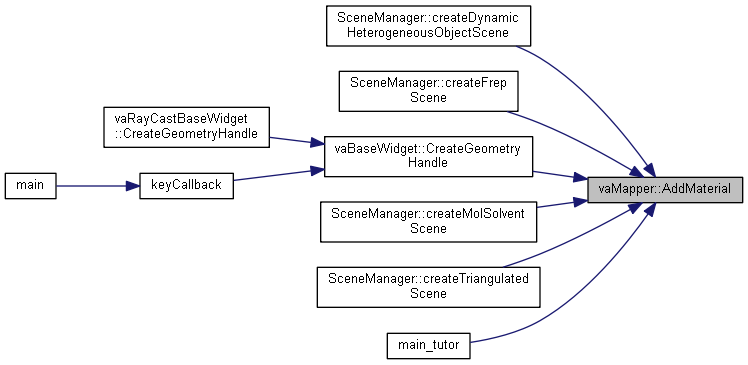 SceneManager::createDynamic
HeterogeneousObjectScene
SceneManager::createFrep
Scene
vaRayCastBaseWidget
::CreateGeometryHandle
vaBaseWidget::CreateGeometry
Handle
main
keyCallback
vaMapper::AddMaterial
SceneManager::createMolSolvent
Scene
SceneManager::createTriangulated
Scene
main_tutor